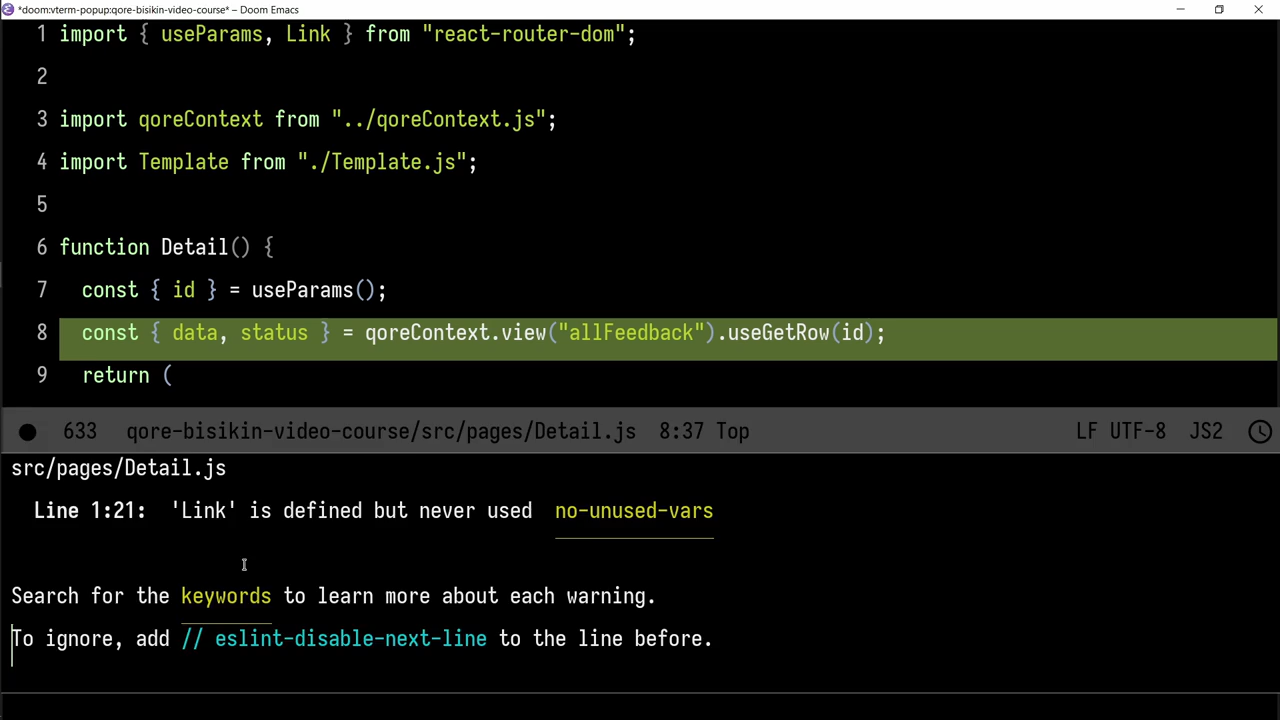 *doom:vterm-popup:qore-bisikin-video-course* – Doom Emacs
1 import { useParams, Link } from "react-router-dom";
2
3 import qoreContext from "../qoreContext.js";
4 import Template from "./Template.js";
5
6 function Detail() {
7 const { id } = useParams();
8 const { data, status } = qoreContext.view("allFeedback").useGetRow(id);
9 return (
633 qore-bisikin-video-course/src/pages/Detail.js 8:37 Top LF UTF-8 JS2
src/pages/Detail.js
Line 1:21: 'Link' is defined but never used no-unused-vars
Search for the keywords to learn more about each warning.
To ignore, add // eslint-disable-next-line to the line before.